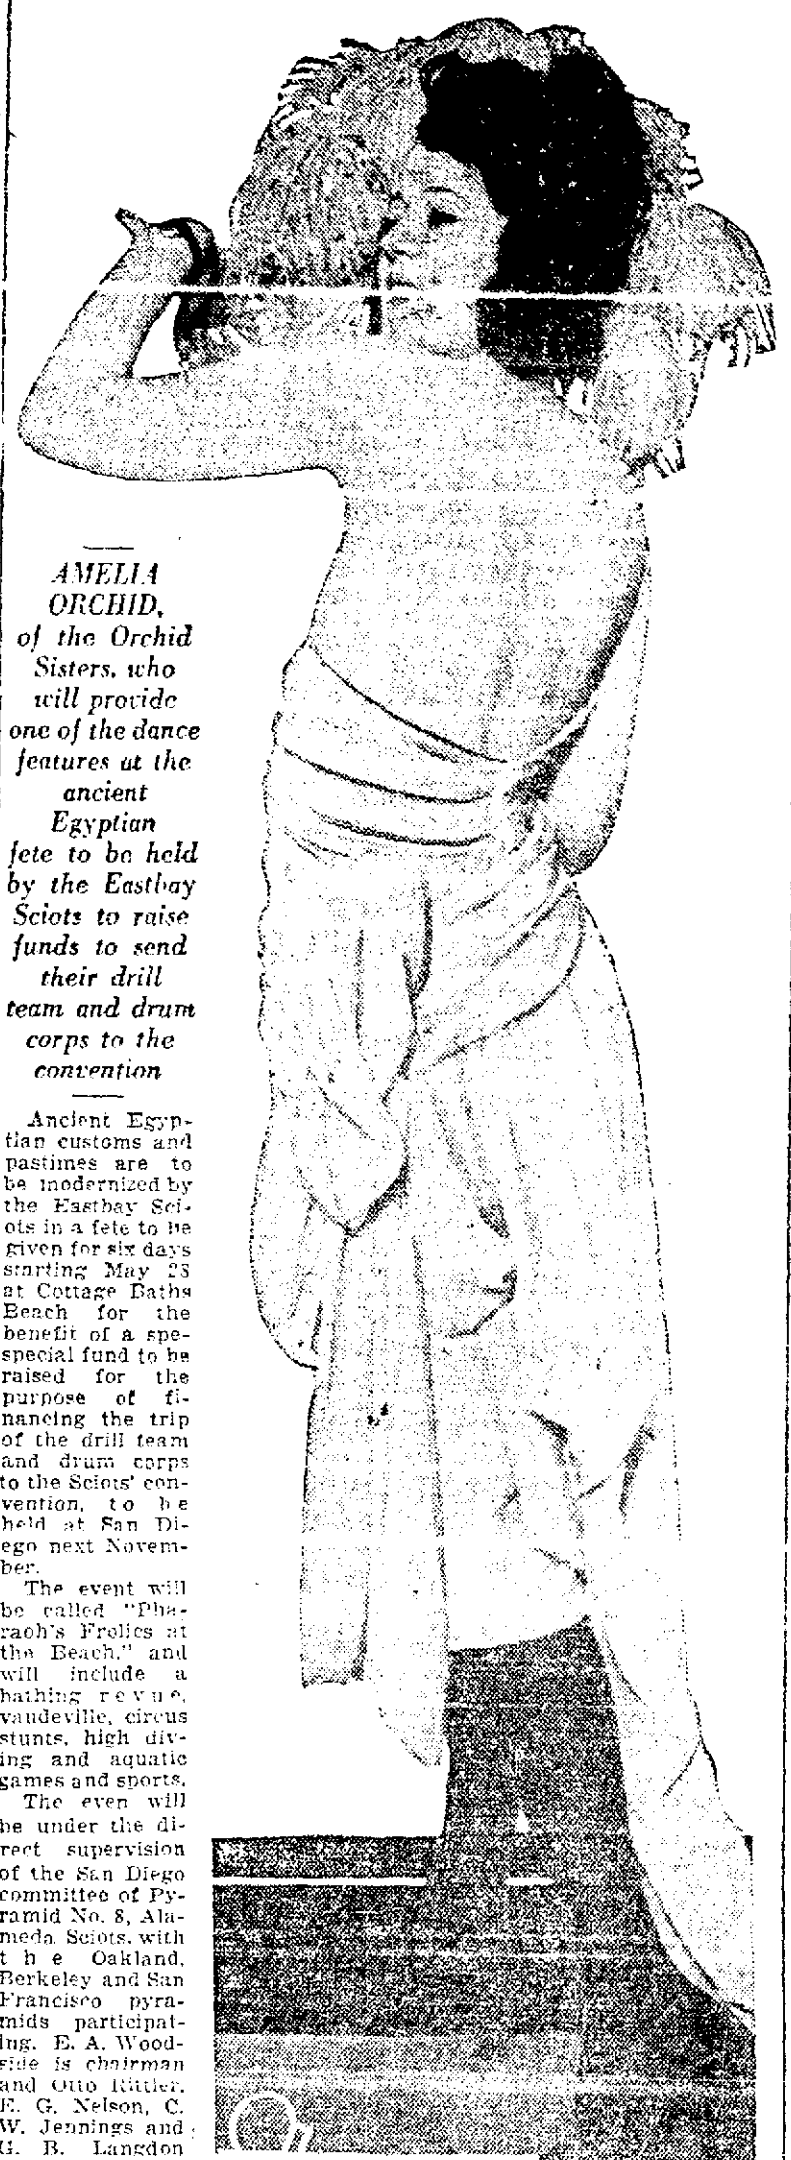 AMELIA
ORCHID,
of the Orchid
Sisters, who
will provide
one of the dance
features at the
ancient
Egyptian
fete to be held
by the Eastbay
Sciots to raise
funds to send
their drill
team and drum
corps to the
convention
Ancient Egyp-
tian customs and
pastimes are to
be modernized by
the Eastbay Sci-
ots in a fete to be
given for six days
starting May 28
at Cottage Baths
Beach for the
benefit of a spe-
special fund to be
raised for the
purpose of fi-
nancing the trip
of the drill team
and drum corps
to the Sciots' con-
vention, to be
held at San Di-
ego next Novem-
ber.
The event will
be called "Pha-
raoh's Frolics at
the Beach," and
will include a
bathing revue,
vaudeville, circus
stunts, high div-
ing and aquatic
games and sports.
The even will
be under the di-
rect supervision
of the San Diego
committee of Py-
ramid No. 8, Ala-
meda Sciots, with
the Oakland,
Berkeley and San
Francisco pyra-
mids participat-
ing. E. A. Wood-
side is chairman
and Otto
E. G. Nelson, C.
W. Jennings and
G. B. Langdon